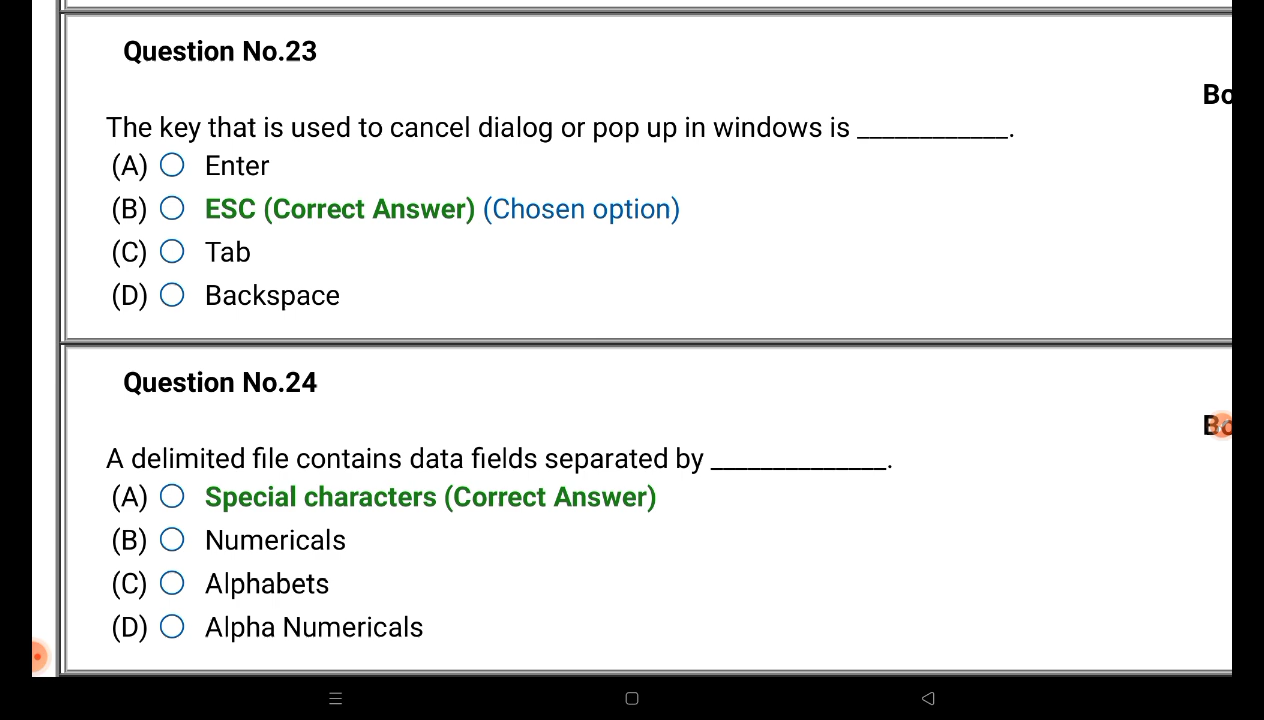 Question No.23
The key that is used to cancel dialog or pop up in windows is ____________.
(A) Enter
(B) ESC (Correct Answer) (Chosen option)
(C) Tab
(D) Backspace
Question No.24
A delimited file contains data fields separated by ______________.
(A) Special characters (Correct Answer)
(B) Numericals
(C) Alphabets
(D) Alpha Numericals